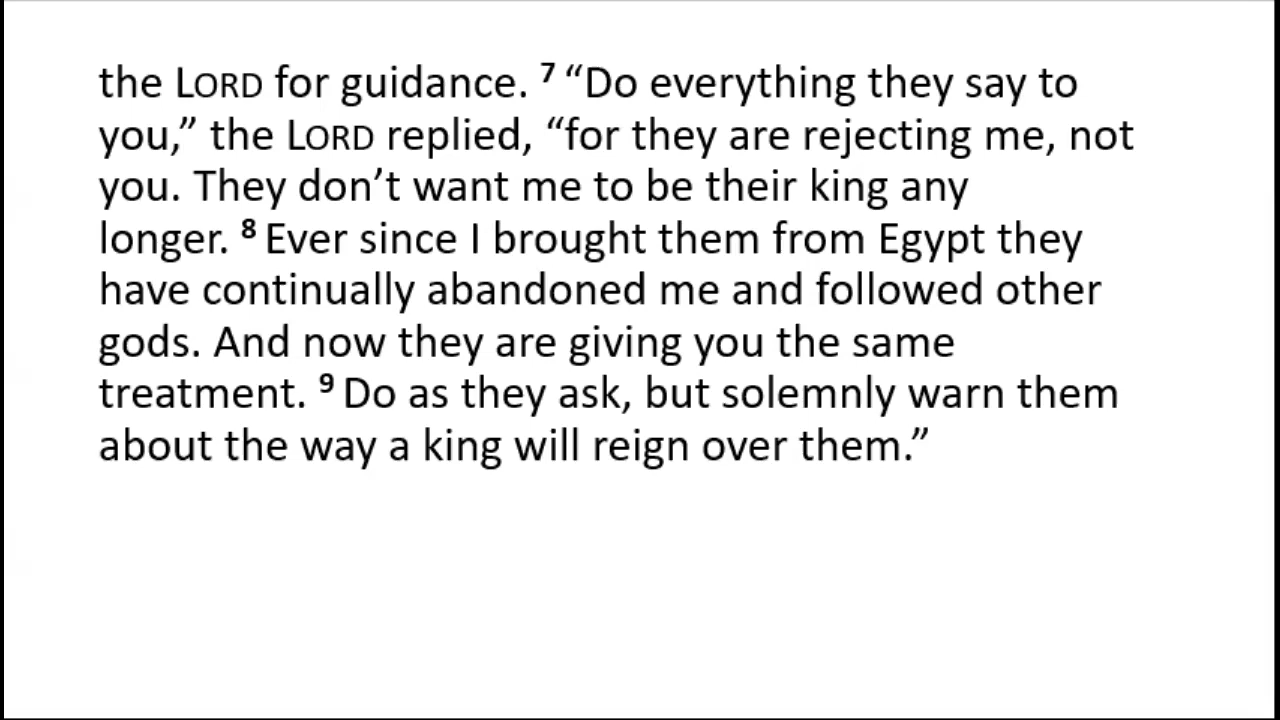 the LORD for guidance. 7 “Do everything they say to
you,” the LORD replied, “for they are rejecting me, not
you. They don’t want me to be their king any
longer. 8 Ever since I brought them from Egypt they
have continually abandoned me and followed other
gods. And now they are giving you the same
treatment. 9 Do as they ask, but solemnly warn them
about the way a king will reign over them.”